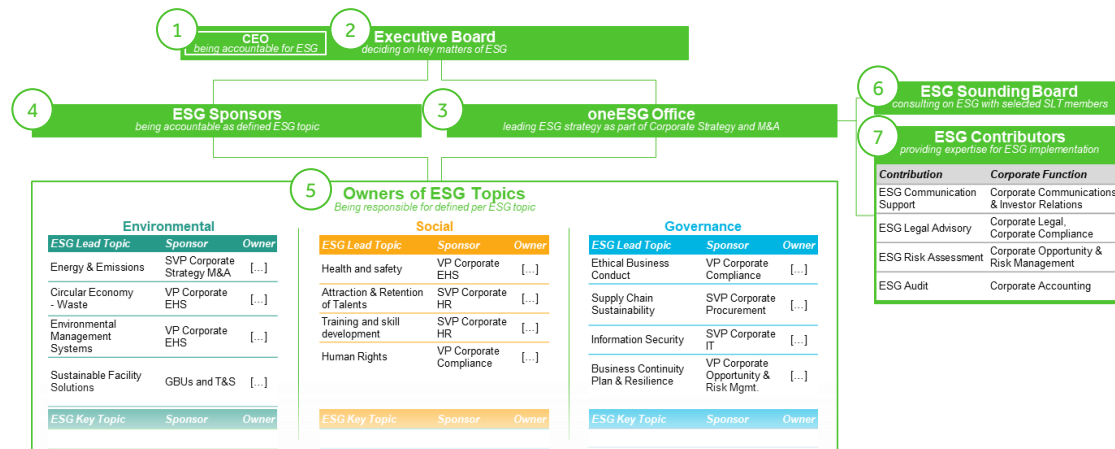 1
CEO
being accountable for ESG
2
Executive Board
deciding on key matters of ESG
4
ESG Sponsors
being accountable as defined ESG topic
3
oneESG Office
leading ESG strategy as part of Corporate Strategy and M&A
6
ESG Sounding Board
consulting on ESG with selected SLT members
7
ESG Contributors
providing expertise for ESG implementation
Contribution Corporate Function
ESG Communication Corporate Communications
Support & Investor Relations
ESG Legal Advisory Corporate Legal,
Corporate Compliance
ESG Risk Assessment Corporate Opportunity &
Risk Management
ESG Audit Corporate Accounting
5
Owners of ESG Topics
Being responsible for defined per ESG topic
Environmental
ESG Lead Topic Sponsor Owner
Energy & Emissions SVP Corporate Strategy M&A […]
Circular Economy VP Corporate
- Waste EHS […]
Environmental
Management VP Corporate
Systems EHS […]
Sustainable Facility
Solutions GBUs and T&S […]
ESG Key Topic Sponsor Owner
Social
ESG Lead Topic Sponsor Owner
Health and safety VP Corporate
EHS […]
Attraction & Retention SVP Corporate
of Talents HR […]
Training and skill SVP Corporate
development HR […]
Human Rights VP Corporate
Compliance […]
ESG Key Topic Sponsor Owner
Governance
ESG Lead Topic Sponsor Owner
Ethical Business VP Corporate
Conduct Compliance […]
Supply Chain SVP Corporate
Sustainability Procurement […]
Information Security SVP Corporate
IT […]
Business Continuity VP Corporate
Plan & Resilience Opportunity & […]
Risk Mgmt.
ESG Key Topic Sponsor Owner